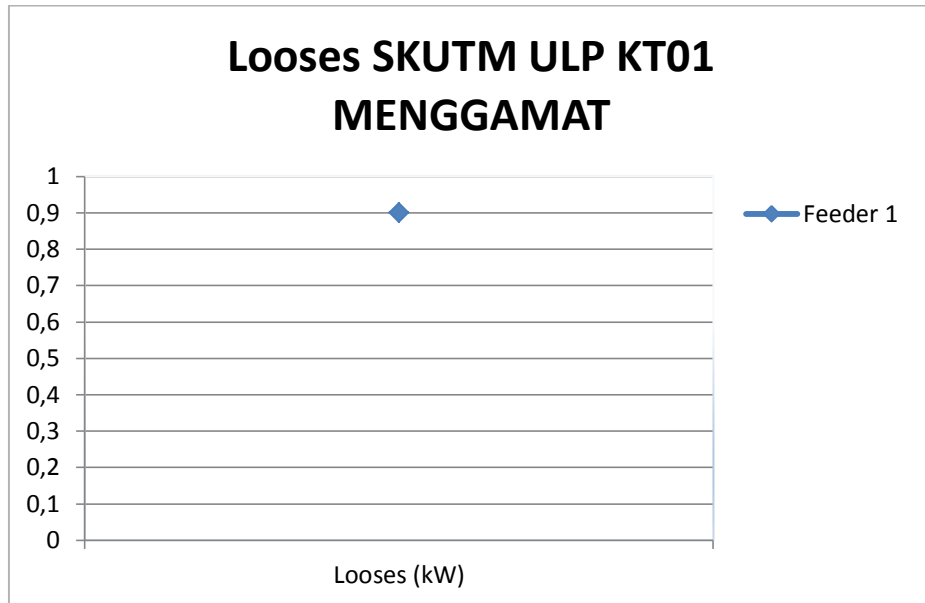 Looses SKUTM ULP KT01
MENGGAMAT
1
0,9
0,8
0,7
0,6
0,5
0,4
0,3
0,2
0,1
0
Looses (kW)
Feeder 1